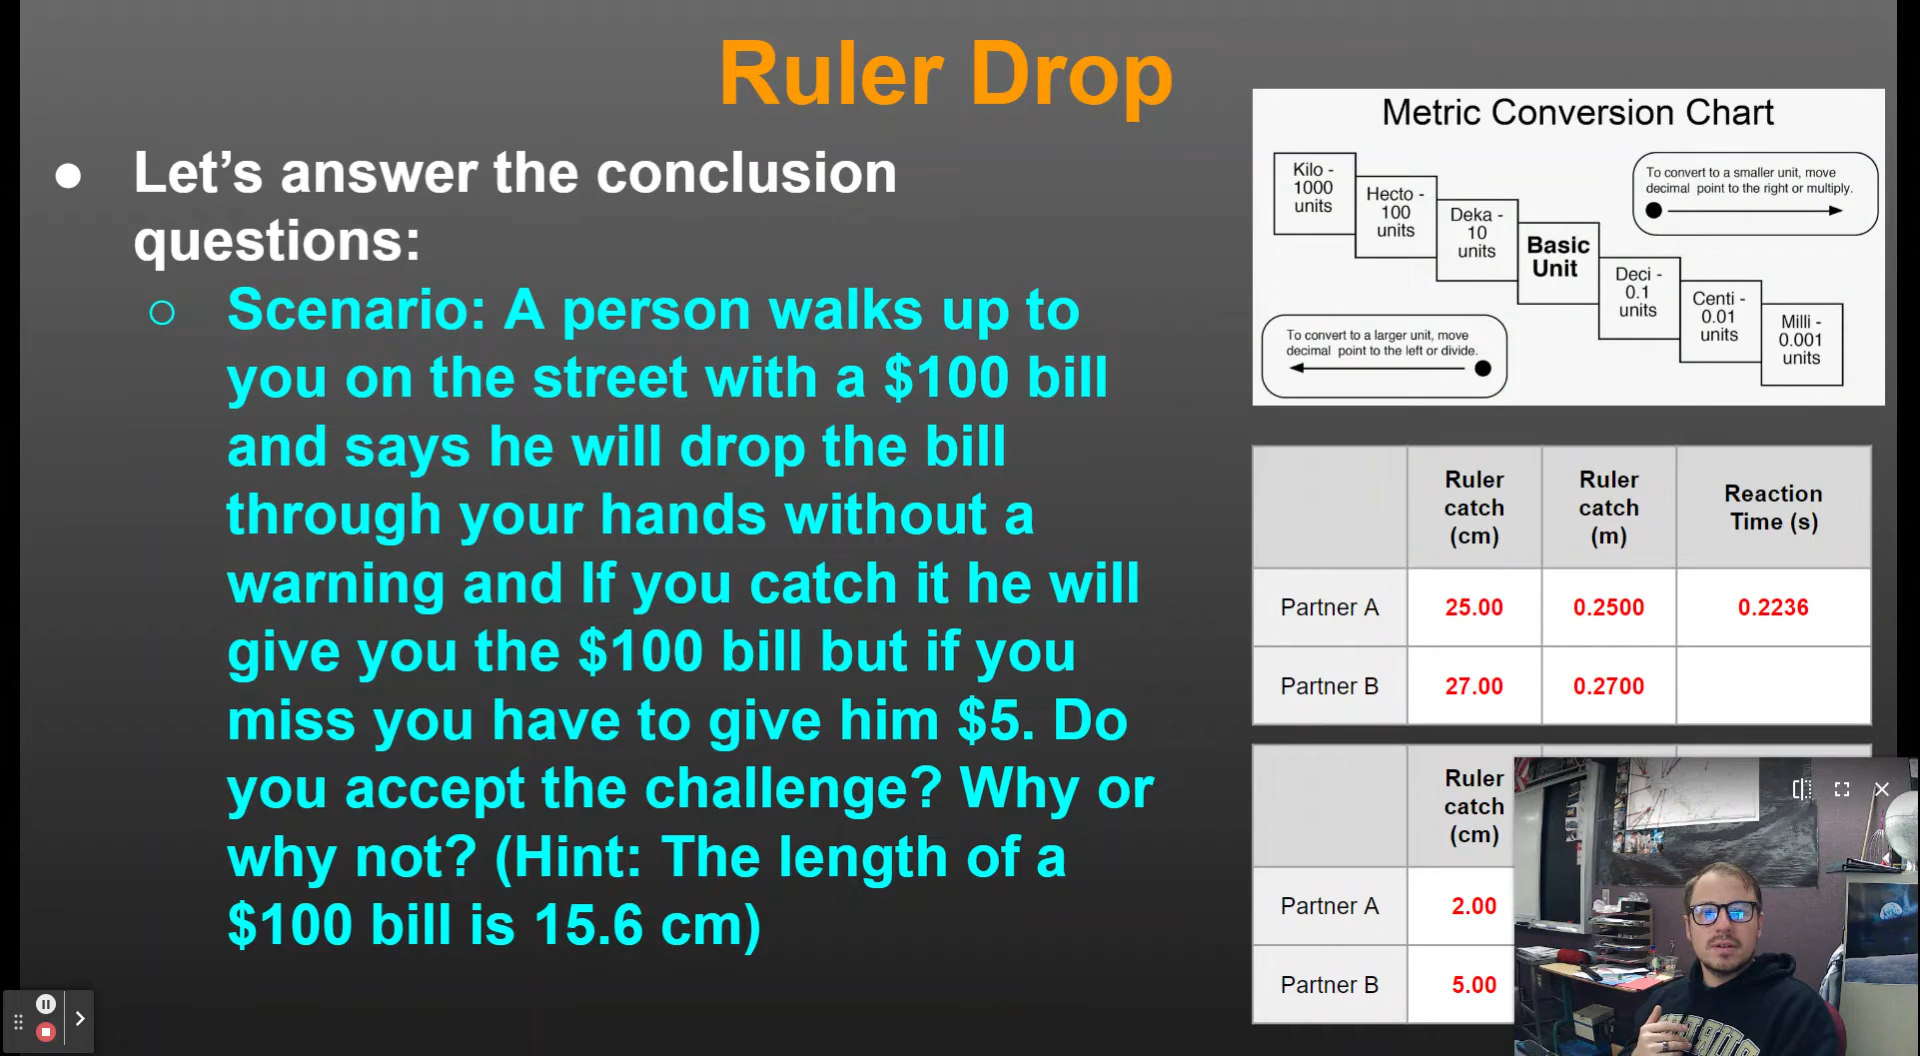 Ruler Drop
● Let’s answer the conclusion
questions:
○ Scenario: A person walks up to
you on the street with a $100 bill
and says he will drop the bill
through your hands without a
warning and If you catch it he will
give you the $100 bill but if you
miss you have to give him $5. Do
you accept the challenge? Why or
why not? (Hint: The length of a
$100 bill is 15.6 cm)
Metric Conversion Chart
Kilo -
1000
units
Hecto -
100
units
Deka -
10
units
Basic
Unit
Deci -
0.1
units
Centi -
0.01
units
Milli -
0.001
units
To convert to a smaller unit, move
decimal point to the right or multiply.
To convert to a larger unit, move
decimal point to the left or divide.
Ruler catch (cm) Ruler catch (m) Reaction Time (s)
Partner A 25.00 0.2500 0.2236
Partner B 27.00 0.2700
Ruler
catch
(cm)
Partner A 2.00
Partner B 5.00